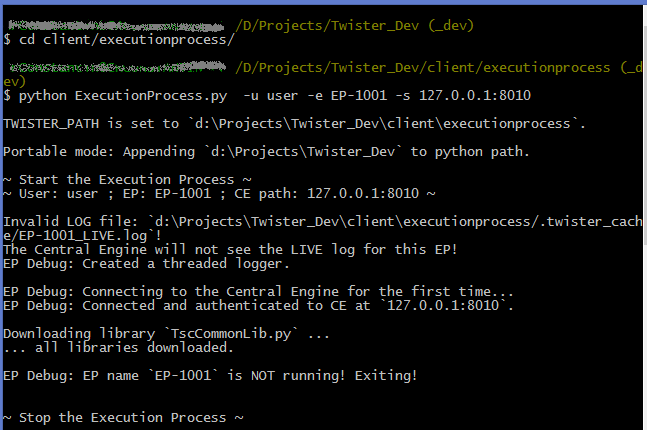 /D/Projects/Twister_Dev (_dev)
$ cd client/executionprocess/
/D/Projects/Twister_Dev/client/executionprocess (_d
ev)
$ python ExecutionProcess.py  -u user -e EP-1001 -s 127.0.0.1:8010
TWISTER_PATH is set to `d:\Projects\Twister_Dev\client\executionprocess`.
Portable mode: Appending `d:\Projects\Twister_Dev` to python path.
~ Start the Execution Process ~
~ User: user ; EP: EP-1001 ; CE path: 127.0.0.1:8010 ~
Invalid LOG file: `d:\Projects\Twister_Dev\client\executionprocess/.twister_cach
e/EP-1001_LIVE.log`!
The Central Engine will not see the LIVE log for this EP!
EP Debug: Created a threaded logger.
EP Debug: Connecting to the Central Engine for the first time...
EP Debug: Connected and authenticated to CE at `127.0.0.1:8010`.
Downloading library `TscCommonLib.py` ...
... all libraries downloaded.
EP Debug: EP name `EP-1001` is NOT running! Exiting!
~ Stop the Execution Process ~